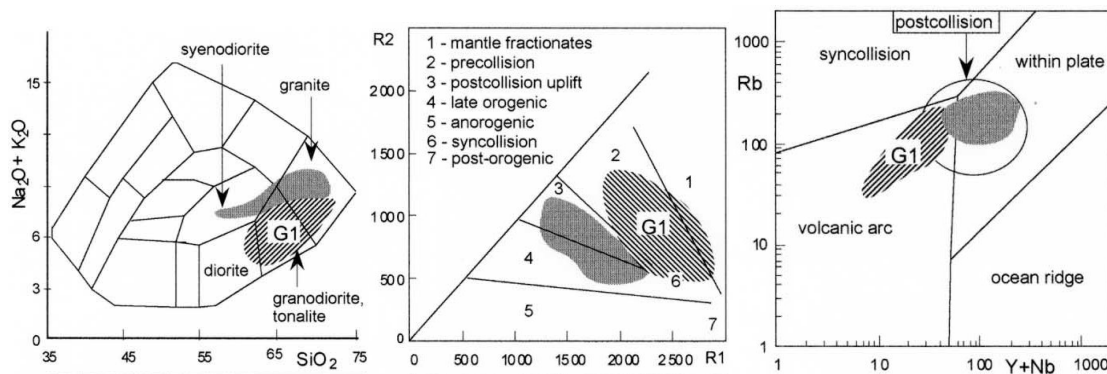 Na2O + K2O
15
6
3
0
35
45
55
65
75
SiO2
syenodiorite
granite
G1
diorite
granodiorite,
tonalite
R2
2000
1500
1000
500
0
0
500
1000
1500
2000
2500
R1
1 - mantle fractionates
2 - precollision
3 - postcollision uplift
4 - late orogenic
5 - anorogenic
6 - syncollision
7 - post-orogenic
2
1
3
G1
4
6
5
7
postcollision
1000
Rb
100
10
1
1
10
100
1000
Y+Nb
syncollision
within plate
G1
volcanic arc
ocean ridge